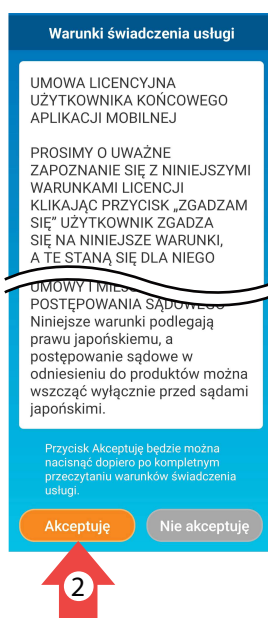 Warunki świadczenia usługi
UMOWA LICENCYJNA
UŻYTKOWNIKA KOŃCOWEGO
APLIKACJI MOBILNEJ
PROSIMY O UWAŻNE
ZAPOZNANIE SIĘ Z NINIEJSZYMI
WARUNKAMI LICENCJI
KLIKAJĄC PRZYCISK „ZGADZAM
SIĘ” UŻYTKOWNIK ZGADZA
SIĘ NA NINIEJSZE WARUNKI,
A TE STANĄ SIĘ DLA NIEGO
UMOWY I
POSTĘPOWANIA SĄDOWEGO
Niniejsze warunki podlegają
prawu japońskiemu, a
postępowanie sądowe w
odniesieniu do produktów można
wszcząć wyłącznie przed sądami
japońskimi.
Przycisk Akceptuję będzie można
nacisnąć dopiero po kompletnym
przeczytaniu warunków świadczenia
usługi.
Akceptuję Nie akceptuję
2